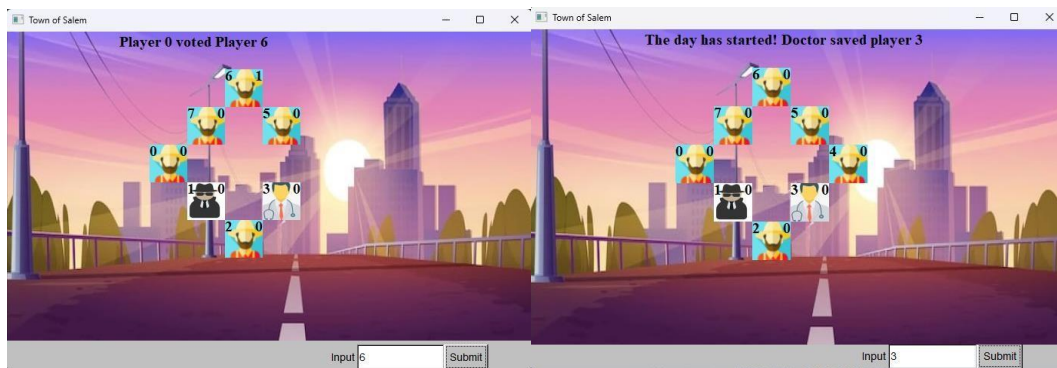 Town of Salem
Player 0 voted Player 6
6 1
7 0 5 0
0 0
1 0 3 0
2 0
Input 6 Submit
Town of Salem
The day has started! Doctor saved player 3
6 0
7 0 5 0
0 0 4 0
1 0 3 0
2 0
Input 3 Submit